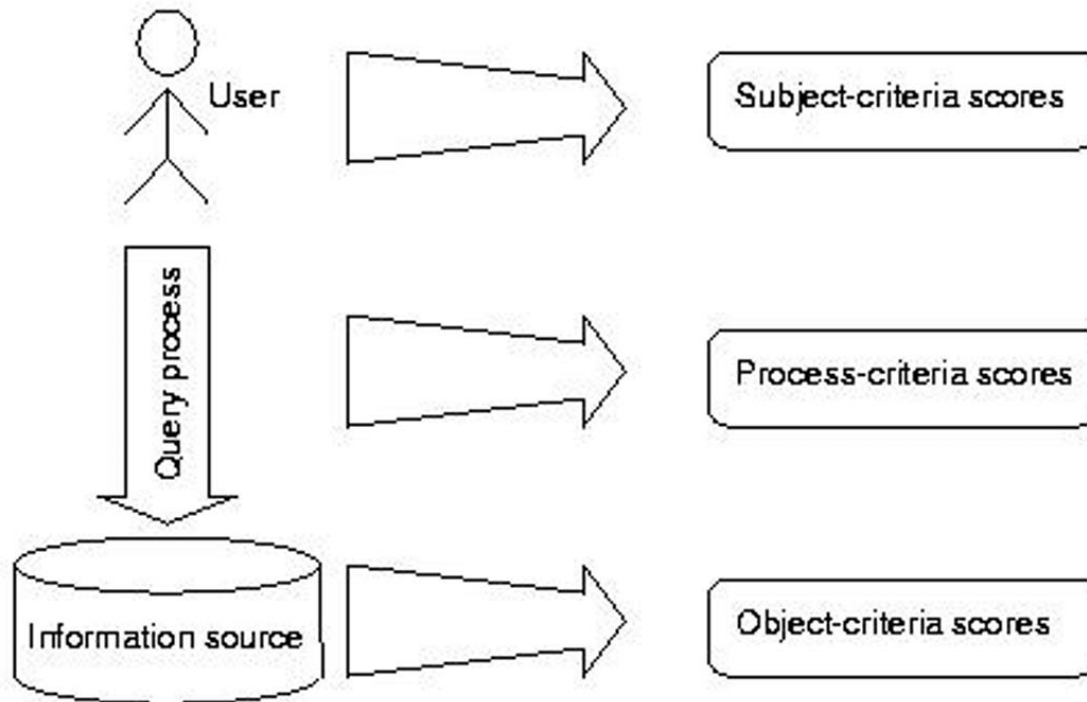 User
Subject-criteria scores
Query process
Process-criteria scores
Information source
Object-criteria scores